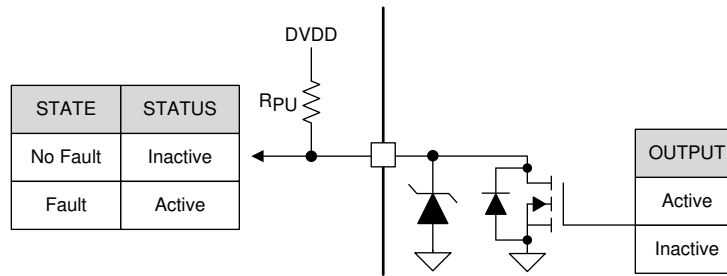 DVDD
RPU
STATE STATUS
No Fault Inactive
Fault Active
OUTPUT
Active
Inactive